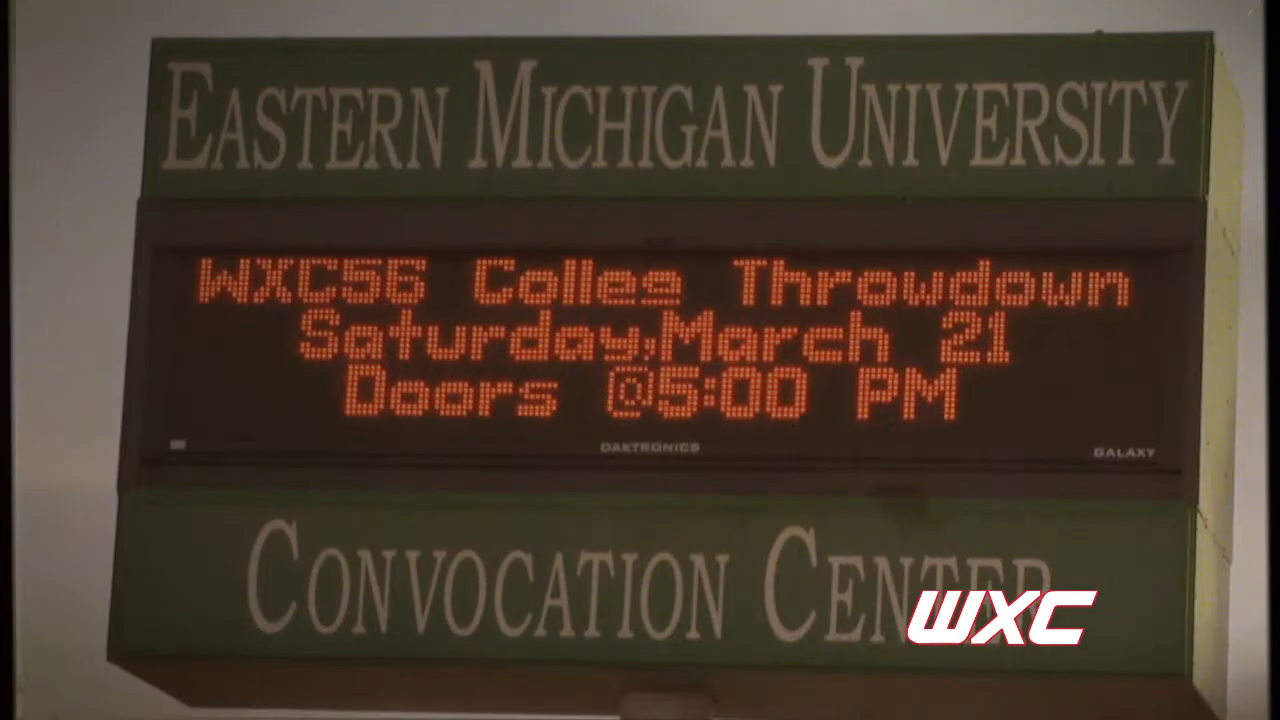 EASTERN MICHIGAN UNIVERSITY
WXC56 Colleg Throwdown
Saturday,March 21
Doors @5:00 PM
DAKTRONICS
GALAXY
CONVOCATION CENTER
WXC